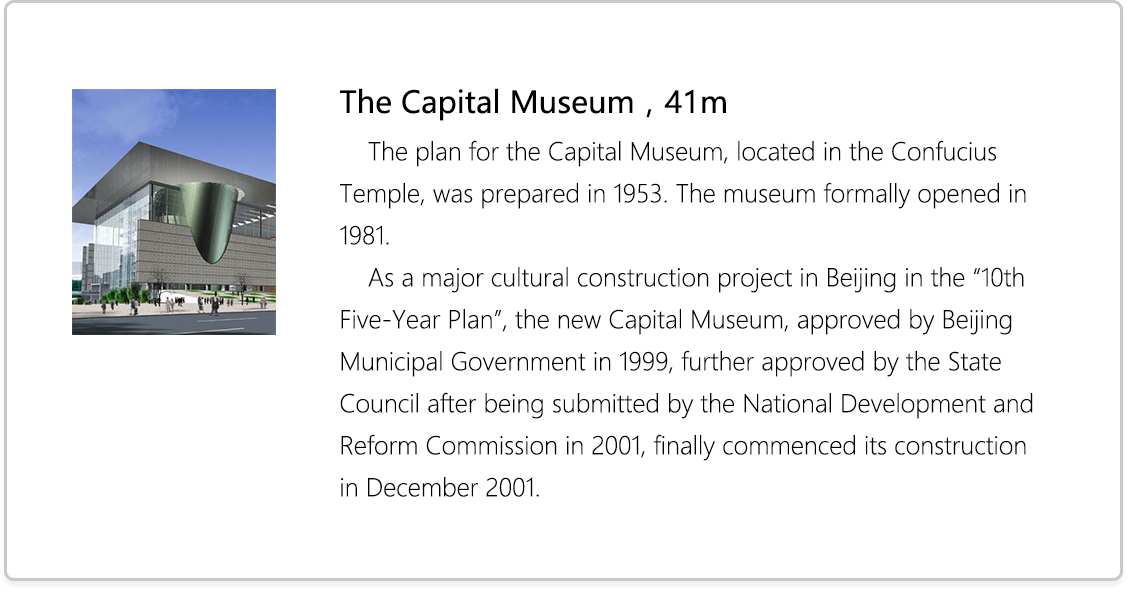 The Capital Museum , 41m
The plan for the Capital Museum, located in the Confucius
Temple, was prepared in 1953. The museum formally opened in
1981.
As a major cultural construction project in Beijing in the “10th
Five-Year Plan”, the new Capital Museum, approved by Beijing
Municipal Government in 1999, further approved by the State
Council after being submitted by the National Development and
Reform Commission in 2001, finally commenced its construction
in December 2001.